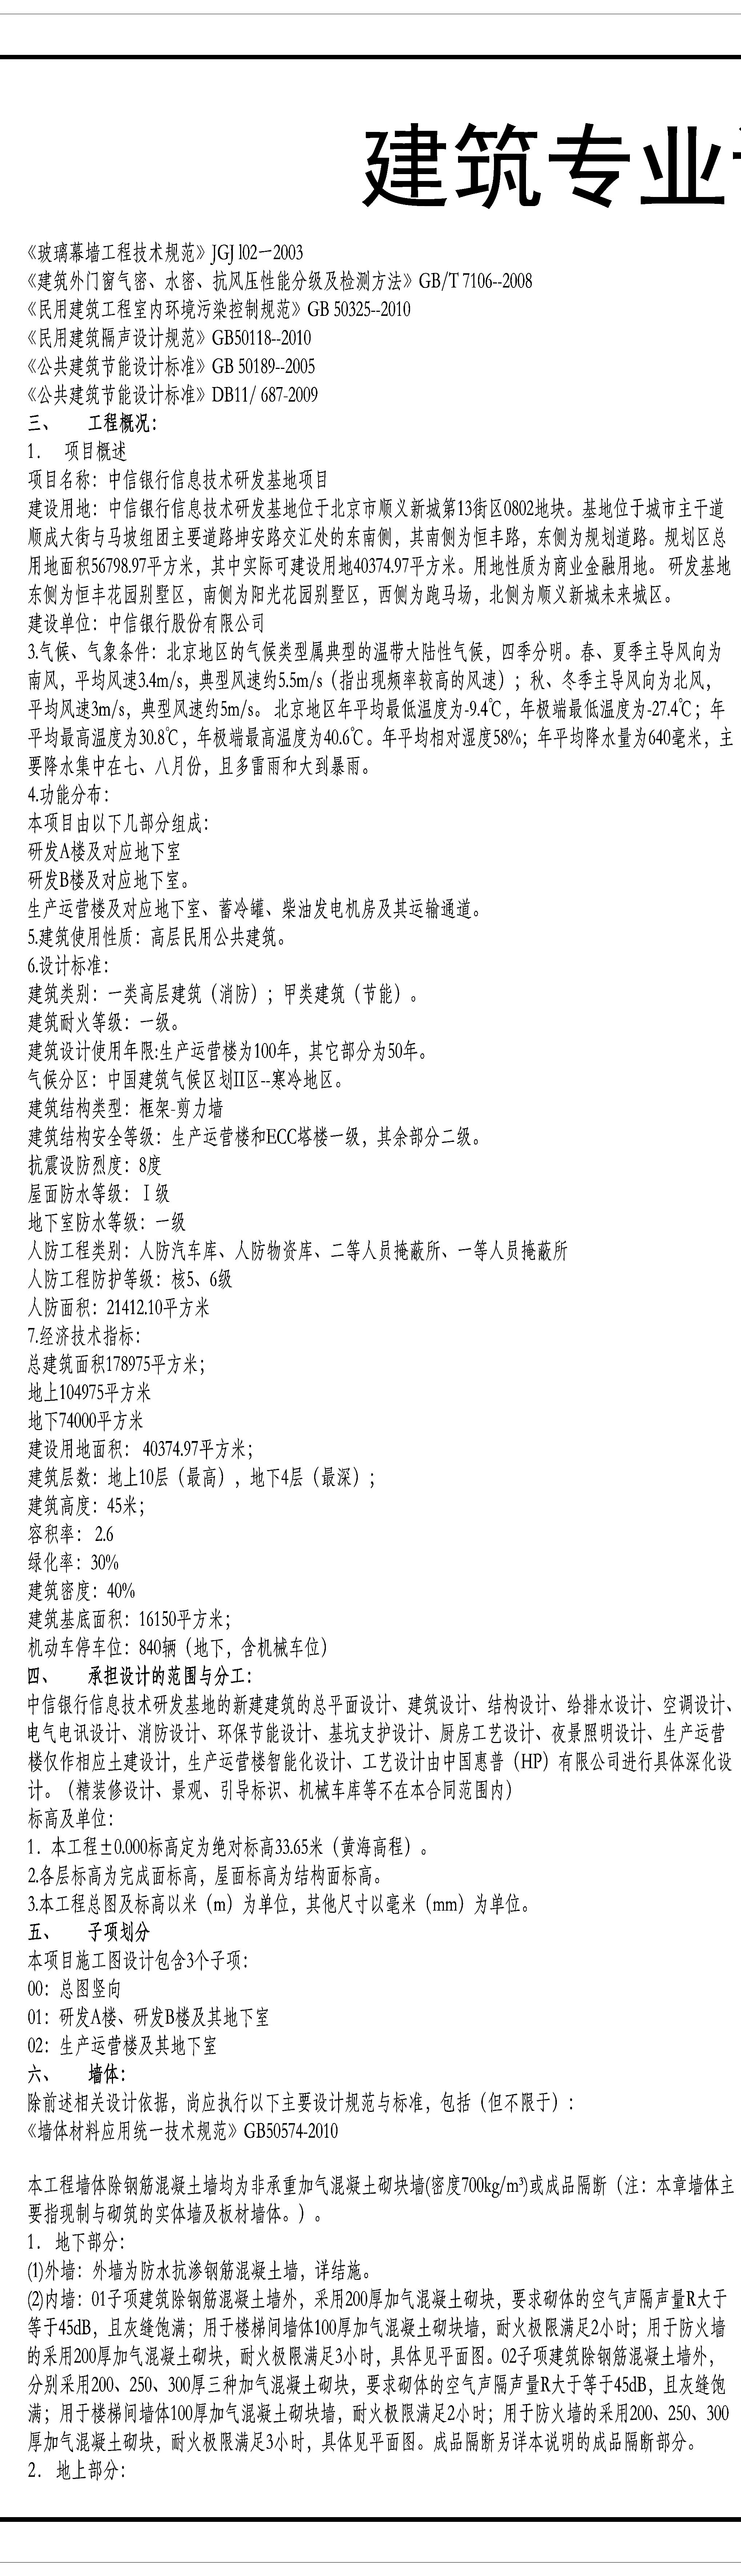 建筑专业
《玻璃幕墙工程技术规范》JGJ l02一2003
《建筑外门窗气密、水密、抗风压性能分级及检测方法》GB/T 7106--2008
《民用建筑工程室内环境污染控制规范》GB 50325--2010
《民用建筑隔声设计规范》GB50118--2010
《公共建筑节能设计标准》GB 50189--2005
《公共建筑节能设计标准》DB11/ 687-2009
三、 工程概况：
1. 项目概述
项目名称：中信银行信息技术研发基地项目
建设用地：中信银行信息技术研发基地位于北京市顺义新城第13街区0802地块。基地位于城市主干道
顺成大街与马坡组团主要道路坤安路交汇处的东南侧，其南侧为恒丰路，东侧为规划道路。规划区总
用地面积56798.97平方米，其中实际可建设用地40374.97平方米。用地性质为商业金融用地。 研发基地
东侧为恒丰花园别墅区，南侧为阳光花园别墅区，西侧为跑马场，北侧为顺义新城未来城区。
建设单位：中信银行股份有限公司
3.气候、气象条件：北京地区的气候类型属典型的温带大陆性气候，四季分明。春、夏季主导风向为
南风，平均风速3.4m/s，典型风速约5.5m/s（指出现频率较高的风速）；秋、冬季主导风向为北风，
平均风速3m/s，典型风速约5m/s。 北京地区年平均最低温度为-9.4℃，年极端最低温度为-27.4℃；年
平均最高温度为30.8℃，年极端最高温度为40.6℃。年平均相对湿度58%；年平均降水量为640毫米，主
要降水集中在七、八月份，且多雷雨和大到暴雨。
4.功能分布：
本项目由以下几部分组成：
研发A楼及对应地下室
研发B楼及对应地下室。
生产运营楼及对应地下室、蓄冷罐、柴油发电机房及其运输通道。
5.建筑使用性质：高层民用公共建筑。
6.设计标准：
建筑类别：一类高层建筑（消防）；甲类建筑（节能）。
建筑耐火等级：一级。
建筑设计使用年限:生产运营楼为100年，其它部分为50年。
气候分区：中国建筑气候区划II区--寒冷地区。
建筑结构类型：框架-剪力墙
建筑结构安全等级：生产运营楼和ECC塔楼一级，其余部分二级。
抗震设防烈度：8度
屋面防水等级：Ⅰ级
地下室防水等级：一级
人防工程类别：人防汽车库、人防物资库、二等人员掩蔽所、一等人员掩蔽所
人防工程防护等级：核5、6级
人防面积：21412.10平方米
7.经济技术指标：
总建筑面积178975平方米；
地上104975平方米
地下74000平方米
建设用地面积： 40374.97平方米；
建筑层数：地上10层（最高），地下4层（最深）；
建筑高度：45米；
容积率： 2.6
绿化率：30%
建筑密度：40%
建筑基底面积：16150平方米；
机动车停车位：840辆（地下，含机械车位）
四、 承担设计的范围与分工：
中信银行信息技术研发基地的新建建筑的总平面设计、建筑设计、结构设计、给排水设计、空调设计、
电气电讯设计、消防设计、环保节能设计、基坑支护设计、厨房工艺设计、夜景照明设计、生产运营
楼仅作相应土建设计，生产运营楼智能化设计、工艺设计由中国惠普（HP）有限公司进行具体深化设
计。（精装修设计、景观、引导标识、机械车库等不在本合同范围内）
标高及单位：
1. 本工程±0.000标高定为绝对标高33.65米（黄海高程）。
2.各层标高为完成面标高，屋面标高为结构面标高。
3.本工程总图及标高以米（m）为单位，其他尺寸以毫米（mm）为单位。
五、 子项划分
本项目施工图设计包含3个子项：
00：总图竖向
01：研发A楼、研发B楼及其地下室
02：生产运营楼及其地下室
六、 墙体：
除前述相关设计依据，尚应执行以下主要设计规范与标准，包括（但不限于）：
《墙体材料应用统一技术规范》GB50574-2010
本工程墙体除钢筋混凝土墙均为非承重加气混凝土砌块墙(密度700kg/m³)或成品隔断（注：本章墙体主
要指现制与砌筑的实体墙及板材墙体。）。
1. 地下部分：
(1)外墙：外墙为防水抗渗钢筋混凝土墙，详结施。
(2)内墙：01子项建筑除钢筋混凝土墙外，采用200厚加气混凝土砌块，要求砌体的空气声隔声量R大于
等于45dB，且灰缝饱满；用于楼梯间墙体100厚加气混凝土砌块墙，耐火极限满足2小时；用于防火墙
的采用200厚加气混凝土砌块，耐火极限满足3小时，具体见平面图。02子项建筑除钢筋混凝土墙外，
分别采用200、250、300厚三种加气混凝土砌块，要求砌体的空气声隔声量R大于等于45dB，且灰缝饱
满；用于楼梯间墙体100厚加气混凝土砌块墙，耐火极限满足2小时；用于防火墙的采用200、250、300
厚加气混凝土砌块，耐火极限满足3小时，具体见平面图。成品隔断另详本说明的成品隔断部分。
2. 地上部分：